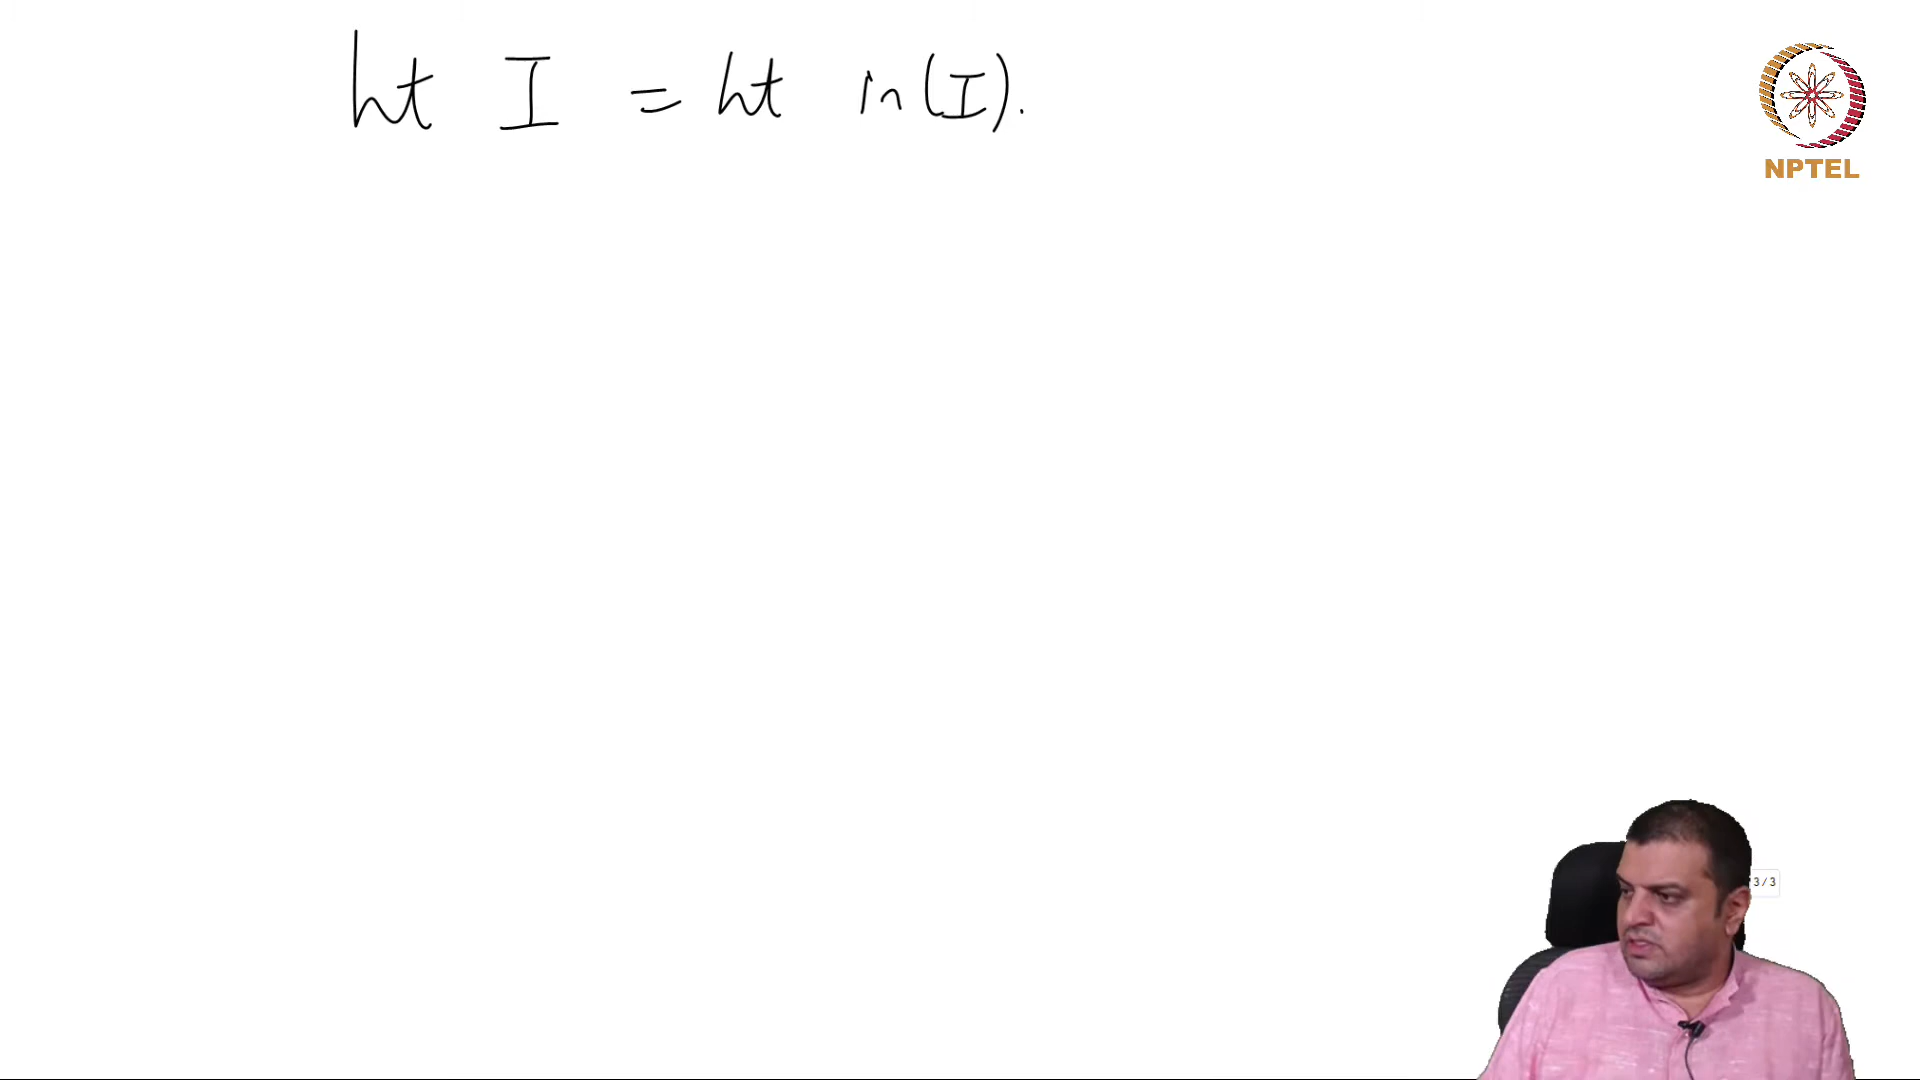 ht I = ht in(I).
NPTEL
3/3